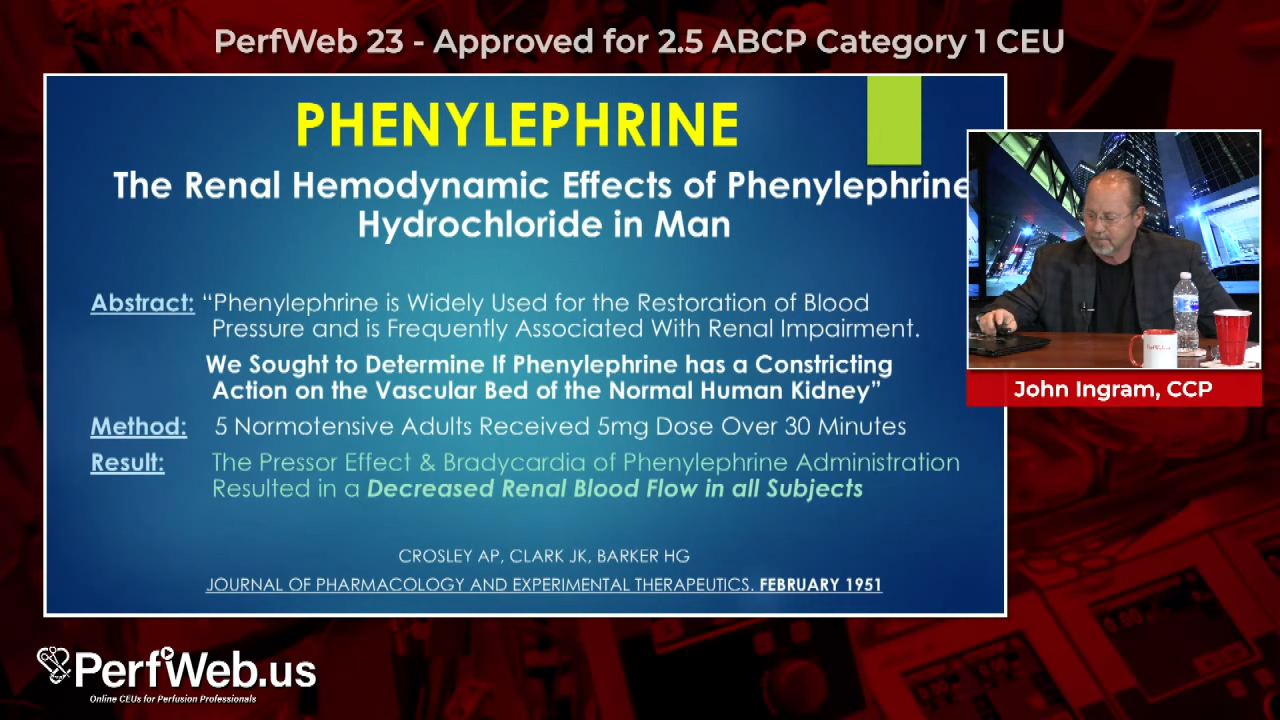 PerfWeb 23 - Approved for 2.5 ABCP Category 1 CEU
PHENYLEPHRINE
The Renal Hemodynamic Effects of Phenylephrine
Hydrochloride in Man
Abstract: “Phenylephrine is Widely Used for the Restoration of Blood
Pressure and is Frequently Associated With Renal Impairment.
We Sought to Determine If Phenylephrine has a Constricting
Action on the Vascular Bed of the Normal Human Kidney”
Method: 5 Normotensive Adults Received 5mg Dose Over 30 Minutes
Result: The Pressor Effect & Bradycardia of Phenylephrine Administration
Resulted in a Decreased Renal Blood Flow in all Subjects
CROSLEY AP, CLARK JK, BARKER HG
JOURNAL OF PHARMACOLOGY AND EXPERIMENTAL THERAPEUTICS. FEBRUARY 1951
John Ingram, CCP
PerfWeb.us
Online CEUs for Perfusion Professionals